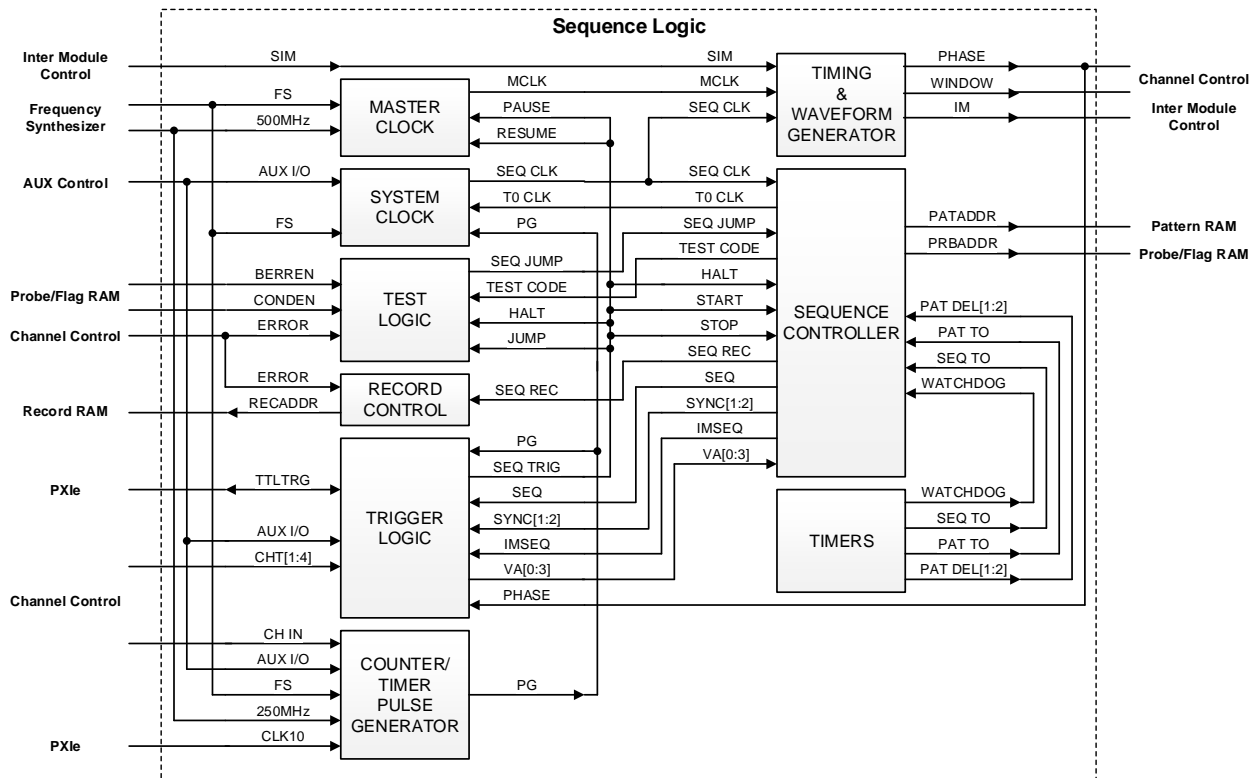 Sequence Logic
Inter Module
Control
SIM
SIM
TIMING
&
WAVEFORM
GENERATOR
PHASE
WINDOW
IM
Channel Control
Inter Module
Control
Frequency
Synthesizer
FS
500MHz
MASTER
CLOCK
MCLK
MCLK
PAUSE
SEQ CLK
RESUME
AUX Control
AUX I/O
FS
SYSTEM
CLOCK
SEQ CLK
SEQ CLK
T0 CLK
T0 CLK
PG
SEQ JUMP
TEST CODE
SEQUENCE
CONTROLLER
PATADDR
PRBADDR
Pattern RAM
Probe/Flag RAM
Probe/Flag RAM
Channel Control
BERREN
CONDEN
ERROR
TEST
LOGIC
SEQ JUMP
TEST CODE
HALT
JUMP
HALT
START
STOP
SEQ REC
SEQ
SYNC[1:2]
IMSEQ
VA[0:3]
PAT DEL[1:2]
PAT TO
SEQ TO
WATCHDOG
Record RAM
ERROR
RECADDR
RECORD
CONTROL
SEQ REC
PXIe
TTLTRG
AUX I/O
CHT[1:4]
Channel Control
TRIGGER
LOGIC
PG
SEQ TRIG
SEQ
SYNC[1:2]
IMSEQ
VA[0:3]
PHASE
TIMERS
WATCHDOG
SEQ TO
PAT TO
PAT DEL[1:2]
CH IN
AUX I/O
FS
250MHz
CLK10
PXIe
COUNTER/
TIMER
PULSE
GENERATOR
PG